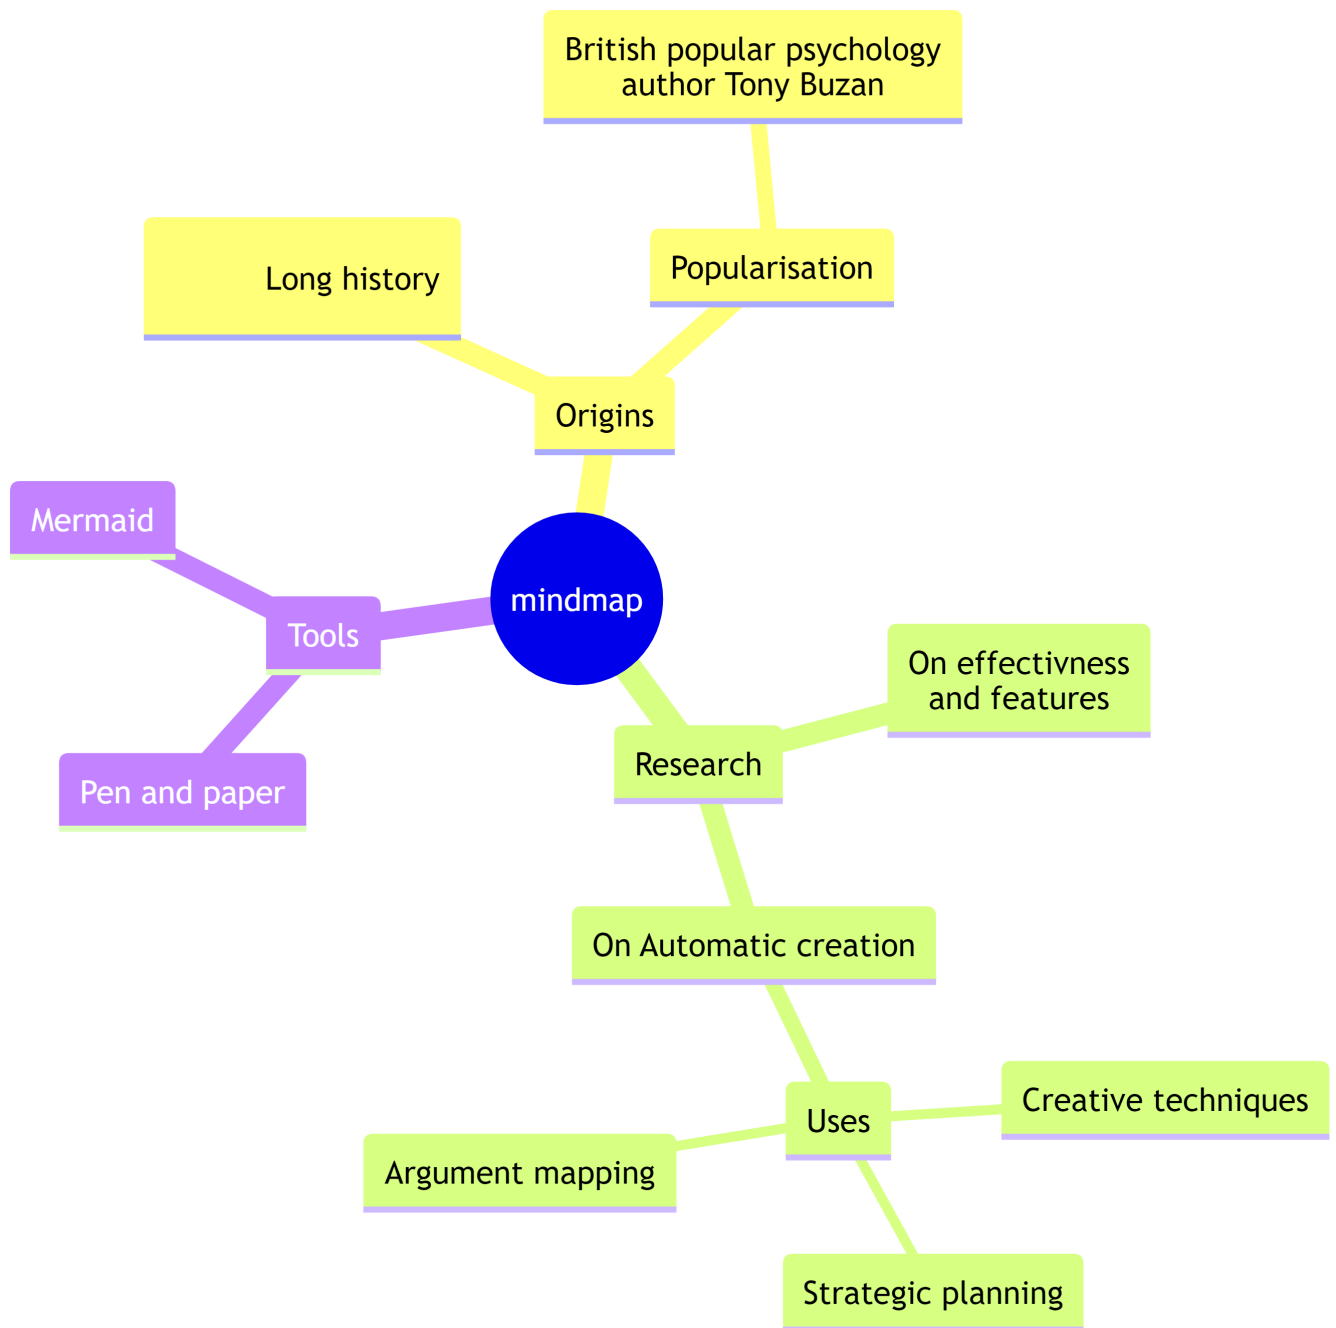 British popular psychology
author Tony Buzan
Long history
Popularisation
Origins
Mermaid
mindmap
Tools
On effectivness
and features
Research
Pen and paper
On Automatic creation
Uses
Creative techniques
Argument mapping
Strategic planning